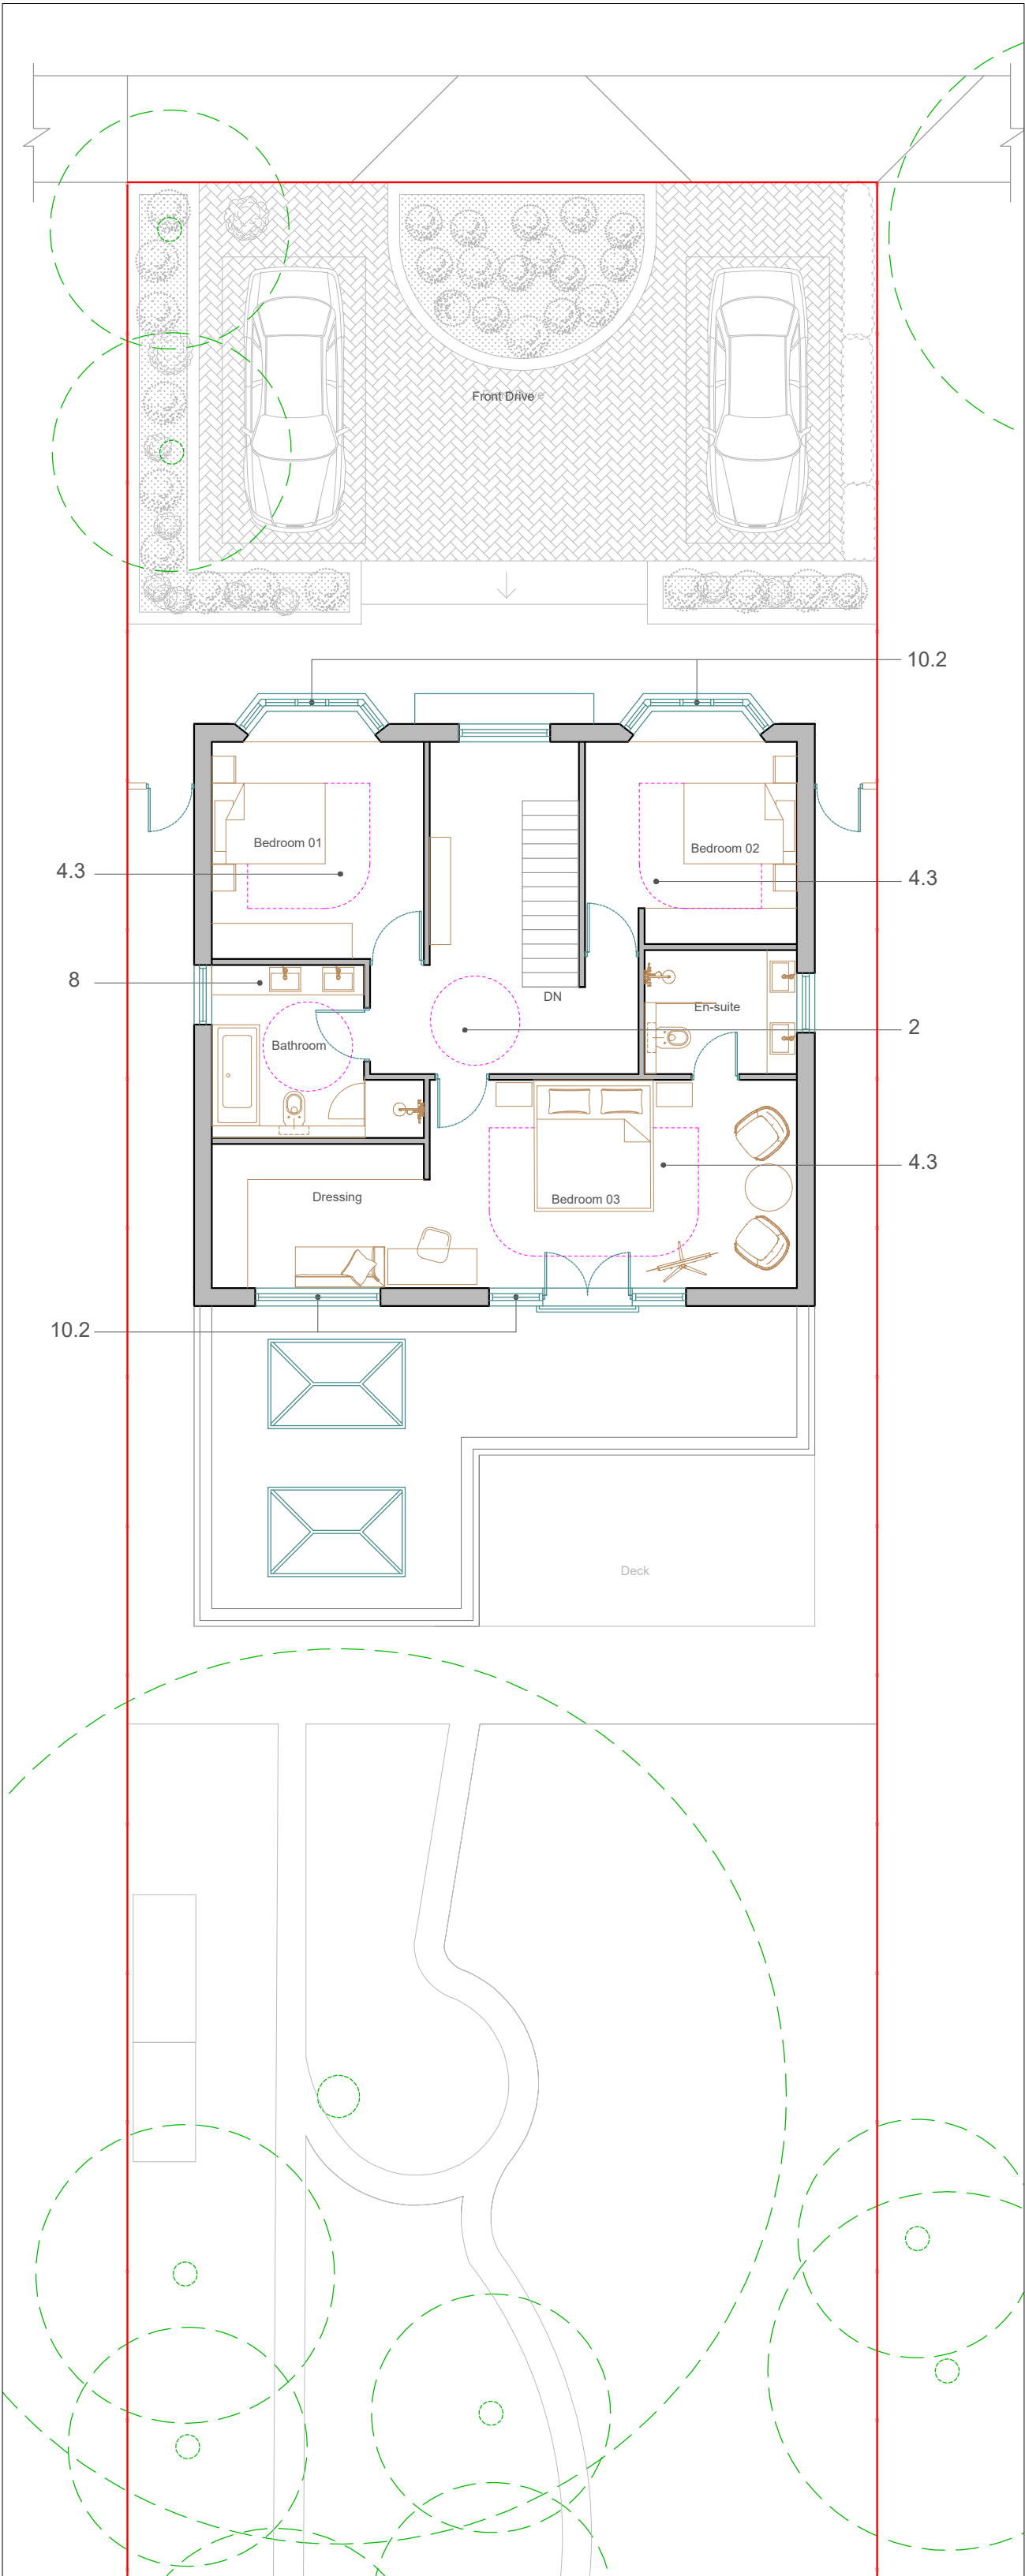 Front Drive
10.2
Bedroom 01
Bedroom 02
4.3
4.3
8
DN
En-suite
2
Bathroom
4.3
Bedroom 03
Dressing
10.2
Deck